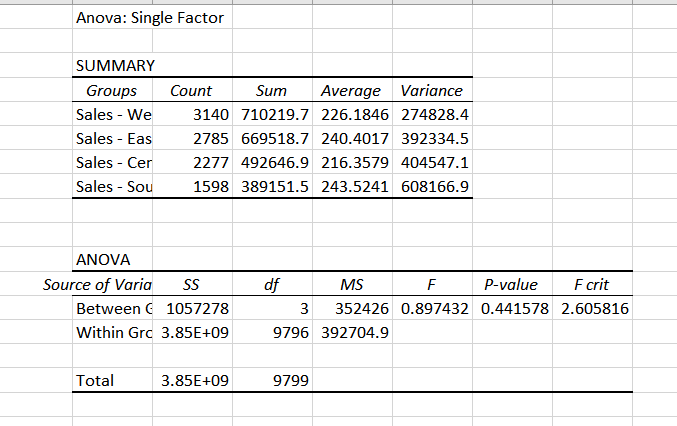 Anova: Single Factor
SUMMARY
Groups Count Sum Average Variance
Sales - We 3140 710219.7 226.1846 274828.4
Sales - Eas 2785 669518.7 240.4017 392334.5
Sales - Cer 2277 492646.9 216.3579 404547.1
Sales - Sou 1598 389151.5 243.5241 608166.9
ANOVA
Source of Varia SS df MS F P-value F crit
Between G 1057278 3 352426 0.897432 0.441578 2.605816
Within Grc 3.85E+09 9796 392704.9
Total 3.85E+09 9799